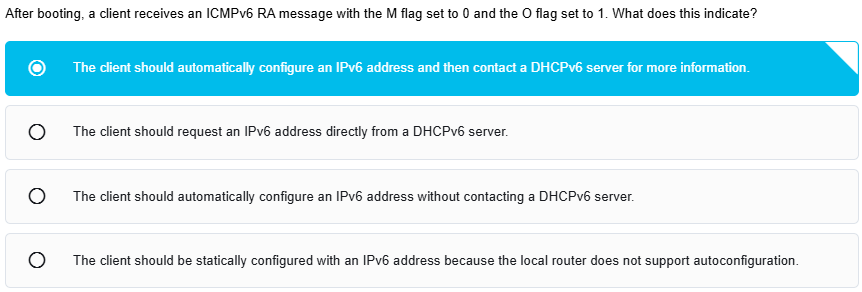 After booting, a client receives an ICMPv6 RA message with the M flag set to 0 and the O flag set to 1. What does this indicate?
The client should automatically configure an IPv6 address and then contact a DHCPv6 server for more information.
The client should request an IPv6 address directly from a DHCPv6 server.
The client should automatically configure an IPv6 address without contacting a DHCPv6 server.
The client should be statically configured with an IPv6 address because the local router does not support autoconfiguration.